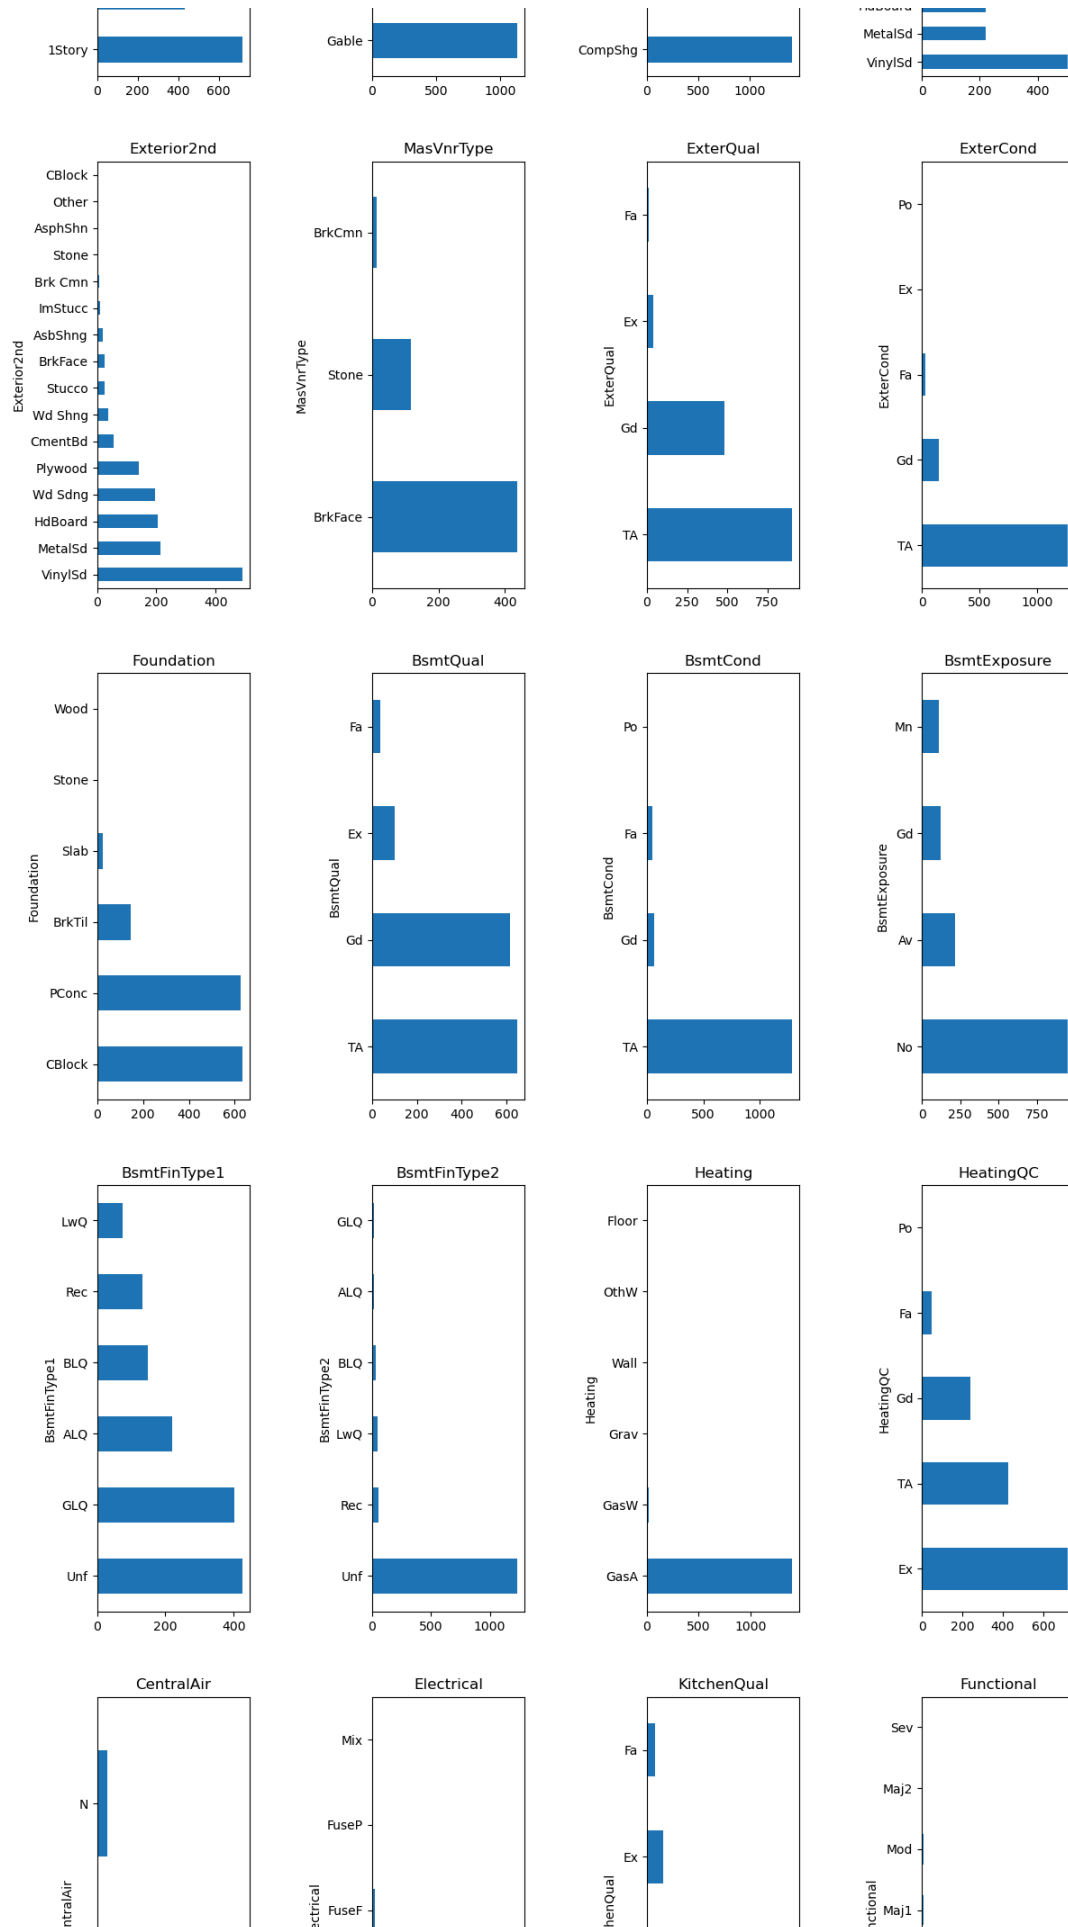 HdBoard
1Story
Gable
CompShg
MetalSd
VinylSd
0 200 400 600
0 500 1000
0 500 1000
0 200 400
Exterior2nd
CBlock
Other
AsphShn
Stone
Brk Cmn
ImStucc
AsbShng
BrkFace
Stucco
Wd Shng
CmentBd
Plywood
Wd Sdng
HdBoard
MetalSd
VinylSd
Exterior2nd
0 200 400
MasVnrType
BrkCmn
Stone
BrkFace
MasVnrType
0 200 400
ExterQual
Fa
Ex
Gd
TA
ExterQual
0 250 500 750
ExterCond
Po
Ex
Fa
Gd
TA
ExterCond
0 500 1000
Foundation
Wood
Stone
Slab
BrkTil
PConc
CBlock
Foundation
0 200 400 600
BsmtQual
Fa
Ex
Gd
TA
BsmtQual
0 200 400 600
BsmtCond
Po
Fa
Gd
TA
BsmtCond
0 500 1000
BsmtExposure
Mn
Gd
Av
No
BsmtExposure
0 250 500 750
BsmtFinType1
LwQ
Rec
BLQ
ALQ
GLQ
Unf
BsmtFinType1
0 200 400
BsmtFinType2
GLQ
ALQ
BLQ
LwQ
Rec
Unf
BsmtFinType2
0 500 1000
Heating
Floor
OthW
Wall
Grav
GasW
GasA
Heating
0 500 1000
HeatingQC
Po
Fa
Gd
TA
Ex
HeatingQC
0 200 400 600
CentralAir
N
ntralAir
Electrical
Mix
FuseP
FuseF
ectrical
KitchenQual
Fa
Ex
henQual
Functional
Sev
Maj2
Mod
Maj1
nctional